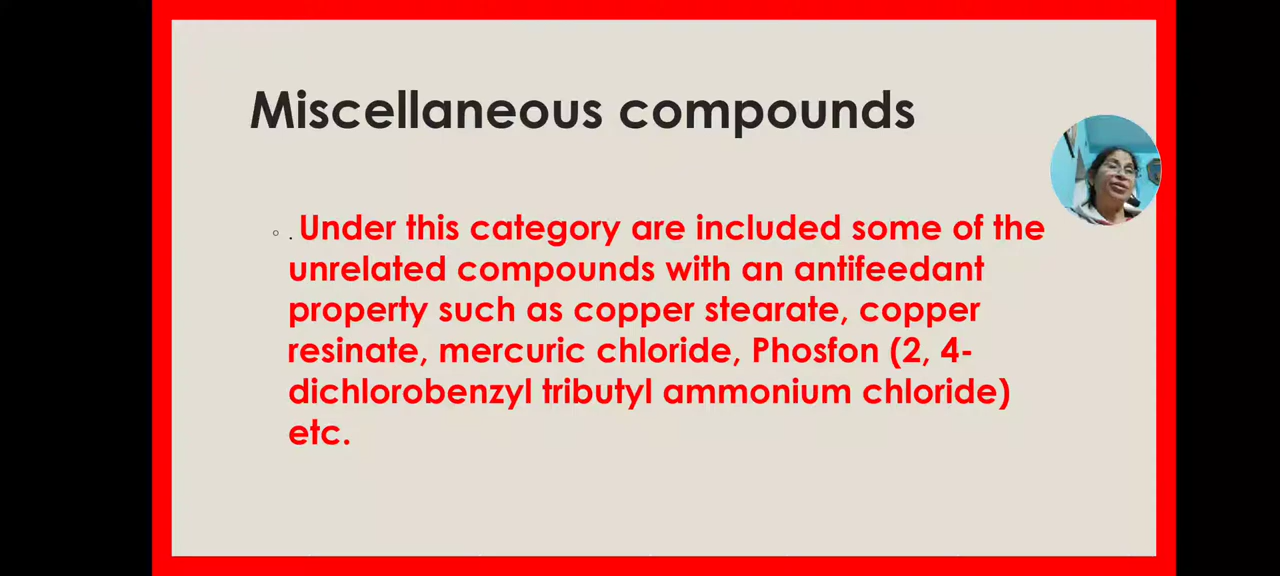 Miscellaneous compounds
. Under this category are included some of the
unrelated compounds with an antifeedant
property such as copper stearate, copper
resinate, mercuric chloride, Phosfon (2, 4-
dichlorobenzyl tributyl ammonium chloride)
etc.